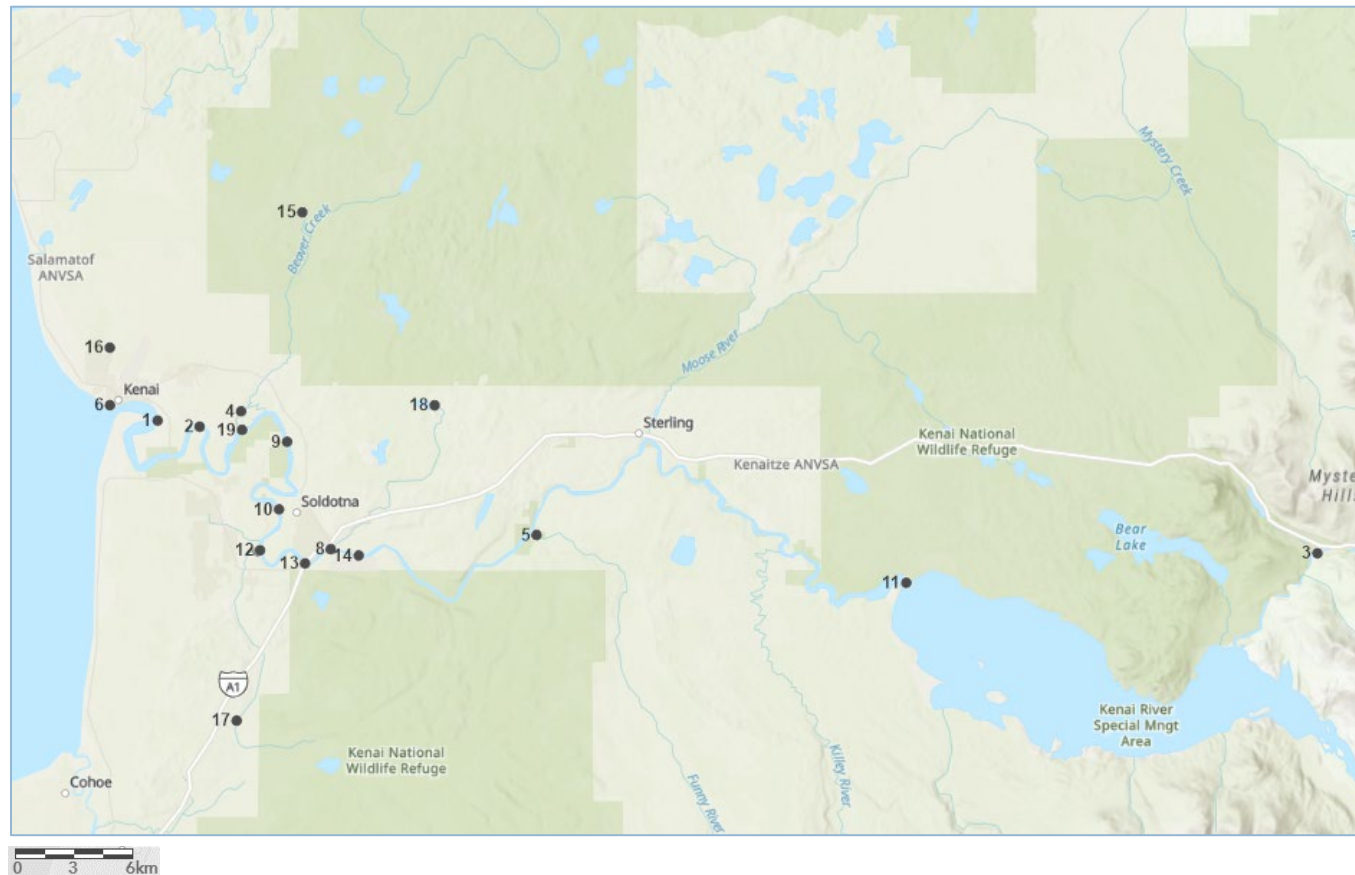 Mystery Creek
15
Beaver Creek
Salamatof
ANVSA
Moose River
16
Kenai
6
1
2
4
19
9
18
Sterling
Kenai National
Wildlife Refuge
Kenaitze ANVSA
Myste
Hills
10
Soldotna
12
13
8
14
5
Bear
Lake
3
11
A1
17
Kenai River
Special Mngt
Area
Kenai National
Wildlife Refuge
Funny River
Killey River
Cohoe
0 3 6km